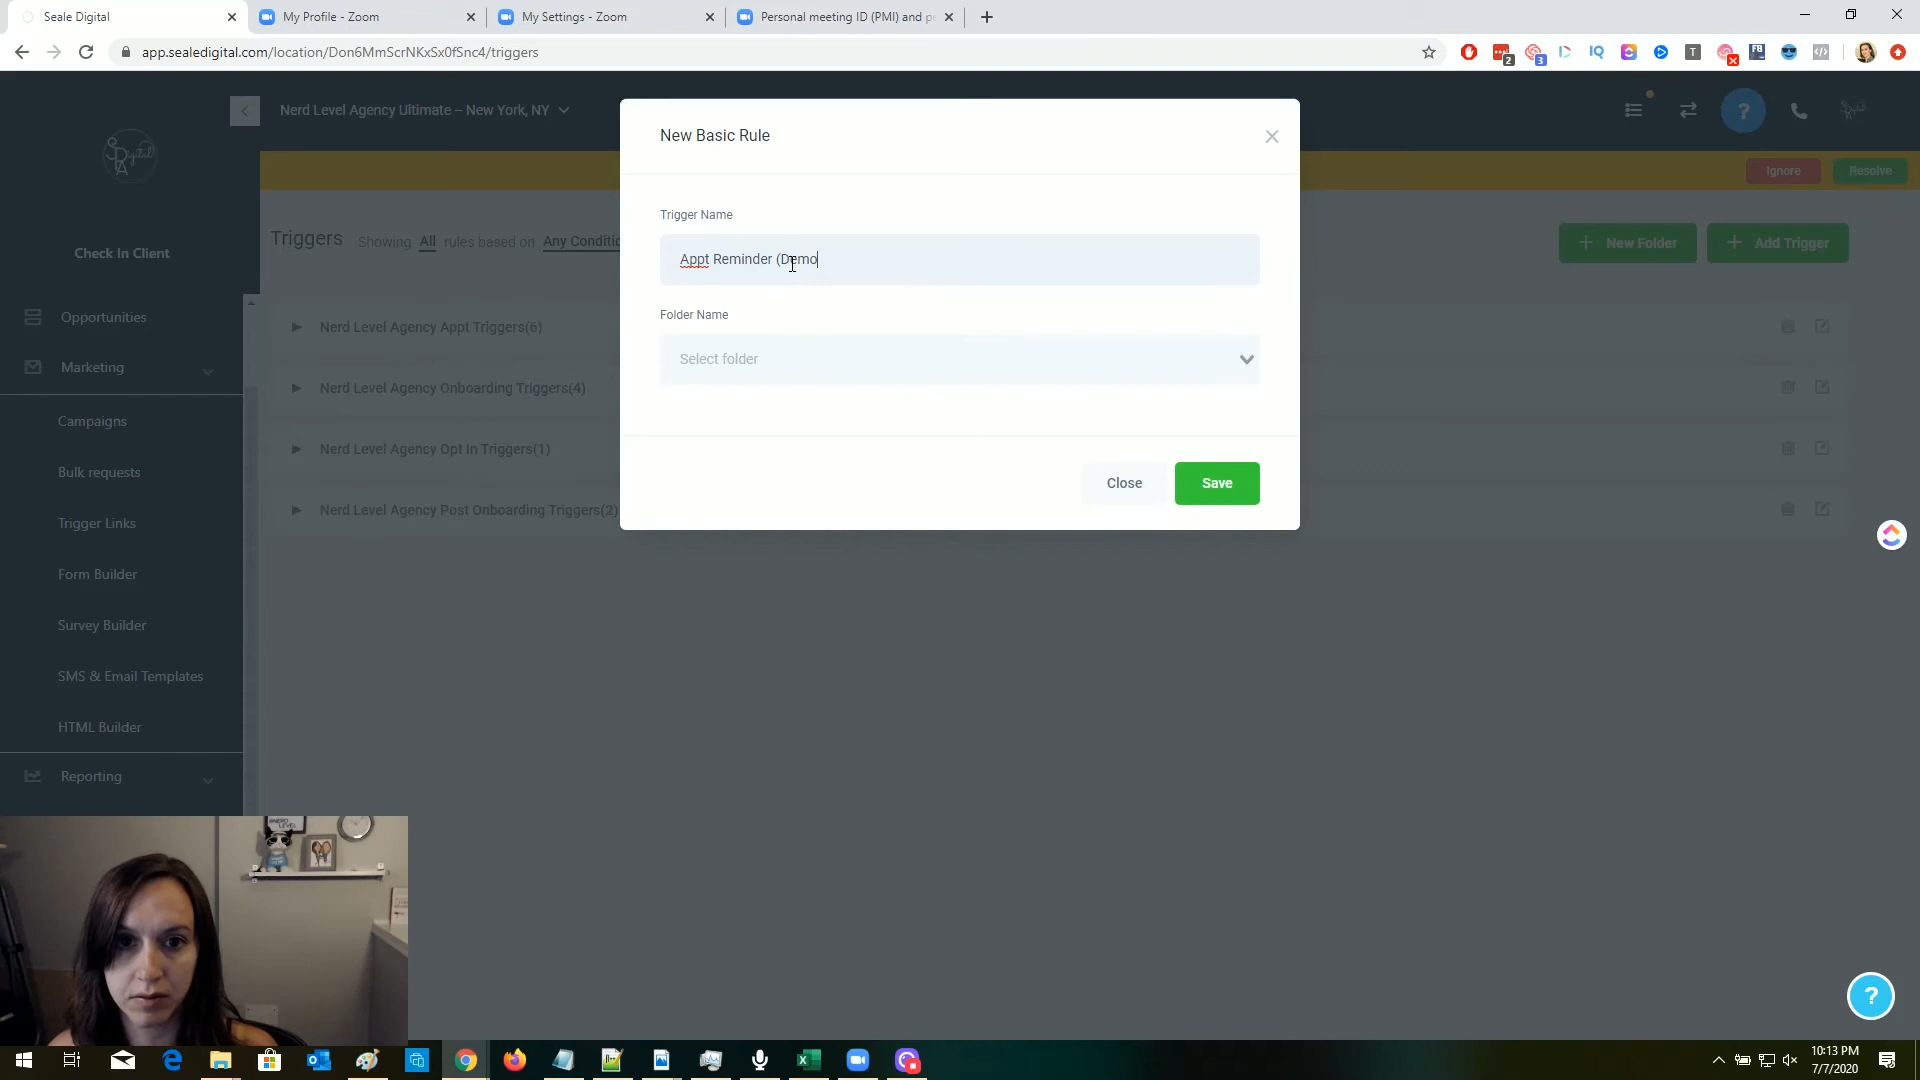 Seale Digital
My Profile - Zoom
My Settings - Zoom
Personal meeting ID (PMI) and p
app.sealedigital.com/location/Don6MmScrNKxSx0fSnc4/triggers
2
3
IQ
T
FB
Nerd Level Agency Ultimate – New York, NY
?
Ignore
Resolve
New Basic Rule
Check In Client
Opportunities
Marketing
Campaigns
Bulk requests
Trigger Links
Form Builder
Survey Builder
SMS & Email Templates
HTML Builder
Reporting
Triggers
Showing All rules based on Any Conditio
New Folder
Add Trigger
Nerd Level Agency Appt Triggers(6)
Nerd Level Agency Onboarding Triggers(4)
Nerd Level Agency Opt In Triggers(1)
Nerd Level Agency Post Onboarding Triggers(2)
Trigger Name
Appt Reminder (Demo
Folder Name
Select folder
Close
Save
?
10:13 PM
7/7/2020